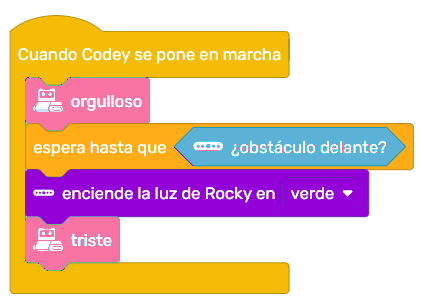 Cuando Codey se pone en marcha
orgulloso
espera hasta que ¿obstáculo delante?
enciende la luz de Rocky en verde
triste